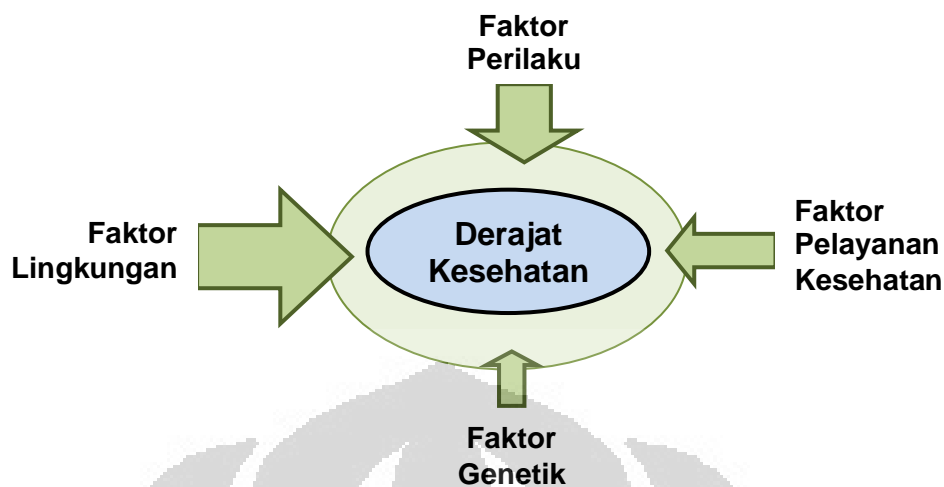 Faktor
Perilaku
Faktor
Lingkungan
Derajat
Kesehatan
Faktor
Pelayanan
Kesehatan
Faktor
Genetik